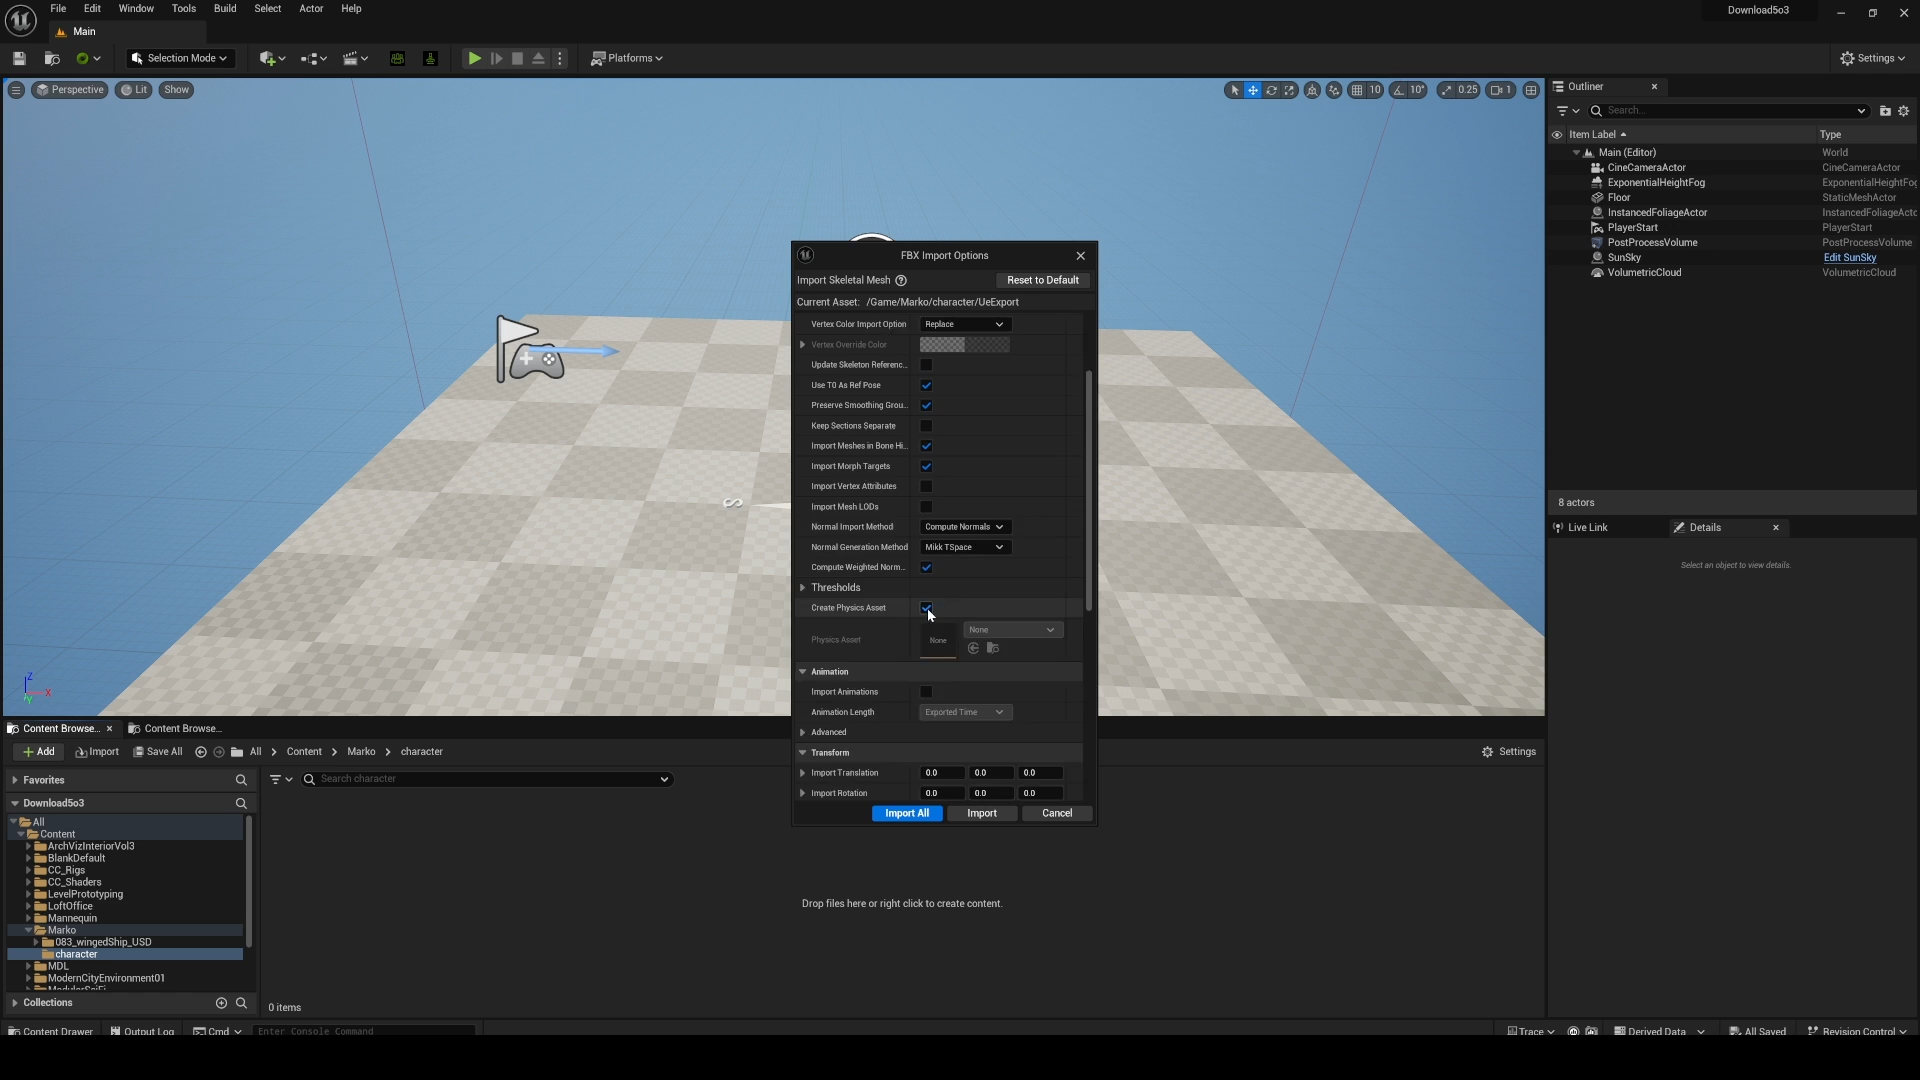 File Edit Window Tools Build Select Actor Help
Download5o3
Main
Selection Mode
Platforms
Settings
Perspective Lit Show
10 10° 0.25 1
Outliner
Search...
Item Label Type
Main (Editor) World
CineCameraActor CineCameraActor
ExponentialHeightFog ExponentialHeightFog
Floor StaticMeshActor
InstancedFoliageActor InstancedFoliageActo
PlayerStart PlayerStart
PostProcessVolume PostProcessVolume
SunSky Edit SunSky
VolumetricCloud VolumetricCloud
8 actors
Live Link Details
Select an object to view details.
FBX Import Options
Import Skeletal Mesh Reset to Default
Current Asset: /Game/Marko/character/UeExport
Vertex Color Import Option Replace
Vertex Override Color
Update Skeleton Referenc...
Use T0 As Ref Pose
Preserve Smoothing Grou...
Keep Sections Separate
Import Meshes in Bone Hi...
Import Morph Targets
Import Vertex Attributes
Import Mesh LODs
Normal Import Method Compute Normals
Normal Generation Method Mikk TSpace
Compute Weighted Norm...
Thresholds
Create Physics Asset
Physics Asset None None
Animation
Import Animations
Animation Length Exported Time
Advanced
Transform
Import Translation 0.0 0.0 0.0
Import Rotation 0.0 0.0 0.0
Import All Import Cancel
Z X Y
Content Browse... Content Browse...
Add Import Save All All > Content > Marko > character Settings
Favorites
Search character
Download5o3
All
Content
ArchVizInteriorVol3
BlankDefault
CC_Rigs
CC_Shaders
LevelPrototyping
LoftOffice
Mannequin
Marko
083_wingedShip_USD
character
MDL
ModernCityEnvironment01
ModularSciFi
Drop files here or right click to create content.
Collections
0 items
Content Drawer Output Log Cmd Enter Console Command
Trace Derived Data All Saved Revision Control